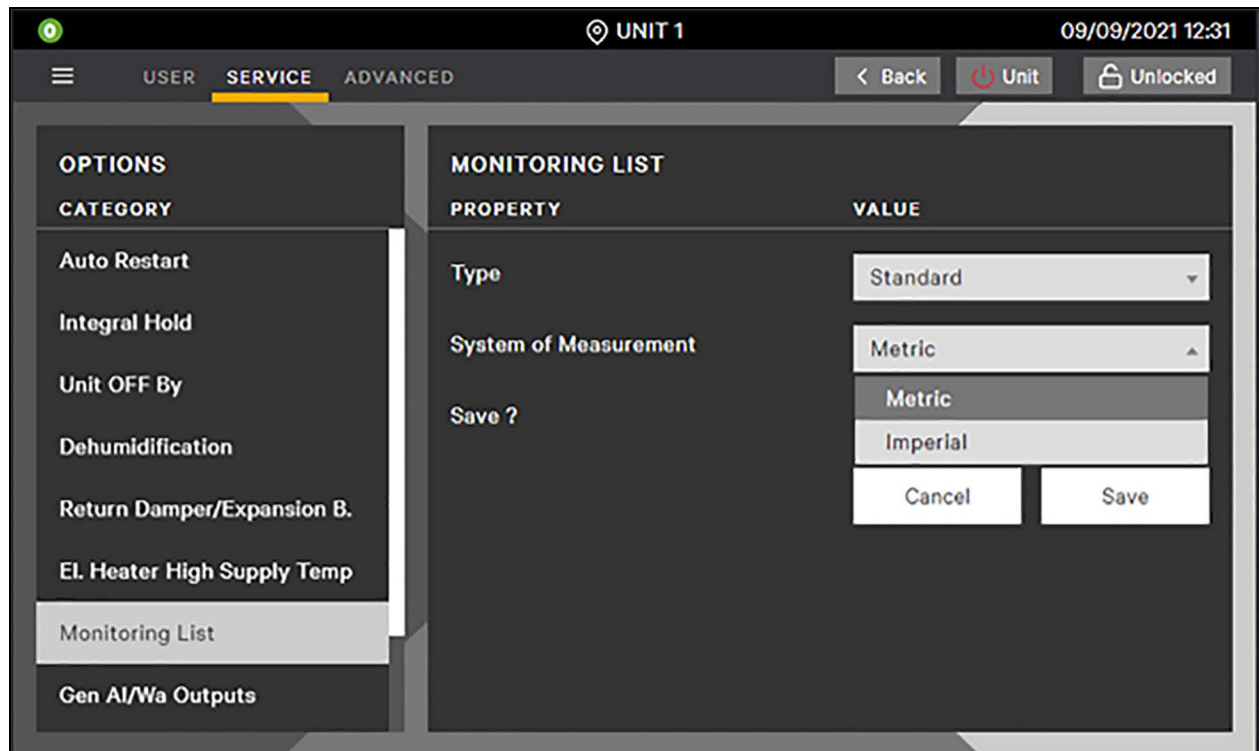 UNIT 1 09/09/2021 12:31
USER SERVICE ADVANCED Back Unit Unlocked
OPTIONS
CATEGORY
Auto Restart
Integral Hold
Unit OFF By
Dehumidification
Return Damper/Expansion B.
El. Heater High Supply Temp
Monitoring List
Gen Al/Wa Outputs
MONITORING LIST
PROPERTY VALUE
Type Standard
System of Measurement Metric
Metric
Imperial
Save ?
Cancel Save